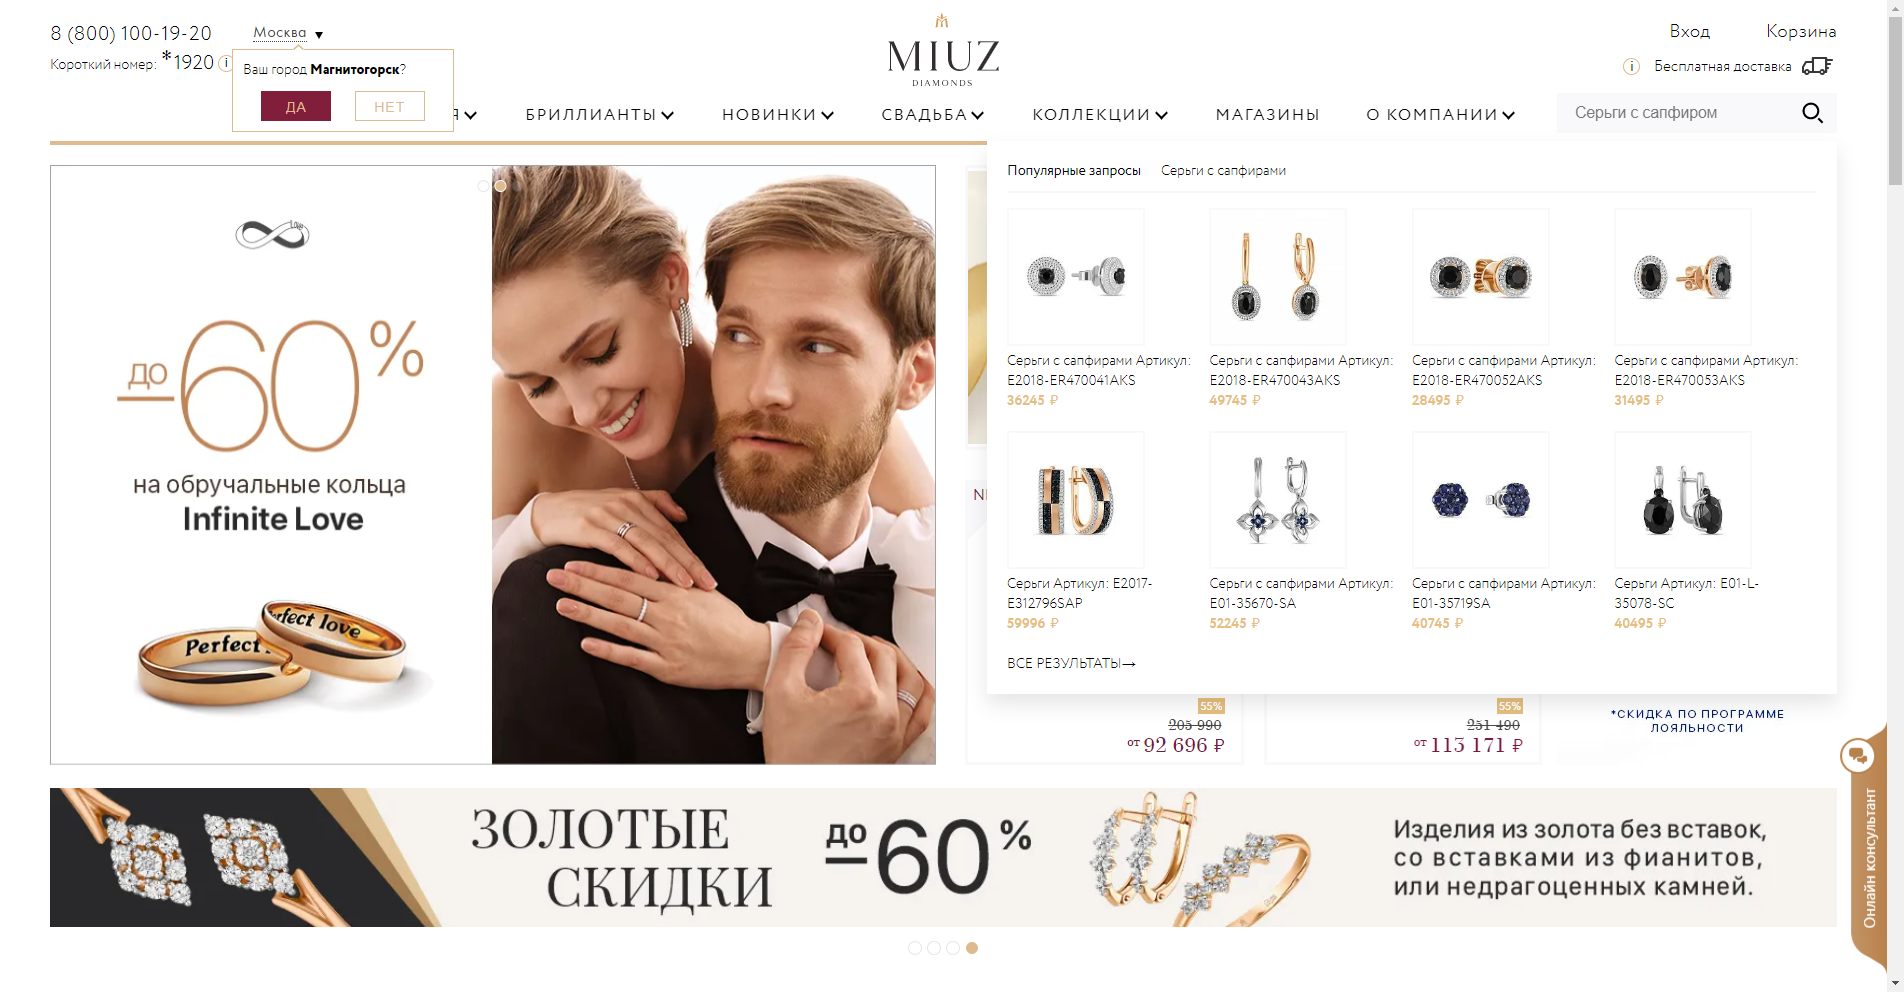 8 (800) 100-19-20
Москва ▼
Короткий номер: *1920
Ваш город Магнитогорск?
ДА
НЕТ
MIUZ
DIAMONDS
Вход
Корзина
Бесплатная доставка
БРИЛЛИАНТЫ
НОВИНКИ
СВАДЬБА
КОЛЛЕКЦИИ
МАГАЗИНЫ
О КОМПАНИИ
Серьги с сапфиром
Популярные запросы
Серьги с сапфирами
Серьги с сапфирами Артикул:
E2018-ER470041AKS
36245 ₽
Серьги с сапфирами Артикул:
E2018-ER470043AKS
49745 ₽
Серьги с сапфирами Артикул:
E2018-ER470052AKS
28495 ₽
Серьги с сапфирами Артикул:
E2018-ER470053AKS
31495 ₽
Серьги Артикул: E2017-
E312796SAP
59996 ₽
Серьги с сапфирами Артикул:
E01-35670-SA
52245 ₽
Серьги с сапфирами Артикул:
E01-35719SA
40745 ₽
Серьги Артикул: E01-L-
35078-SC
40495 ₽
ВСЕ РЕЗУЛЬТАТЫ→
Love
до 60%
на обручальные кольца
Infinite Love
Perfect
rfect love
55%
205 990
от 92 696 ₽
55%
251 490
от 113 171 ₽
*СКИДКА ПО ПРОГРАММЕ
ЛОЯЛЬНОСТИ
ЗОЛОТЫЕ
СКИДКИ
до 60%
Изделия из золота без вставок,
со вставками из фианитов,
или недрагоценных камней.
Онлайн консультант